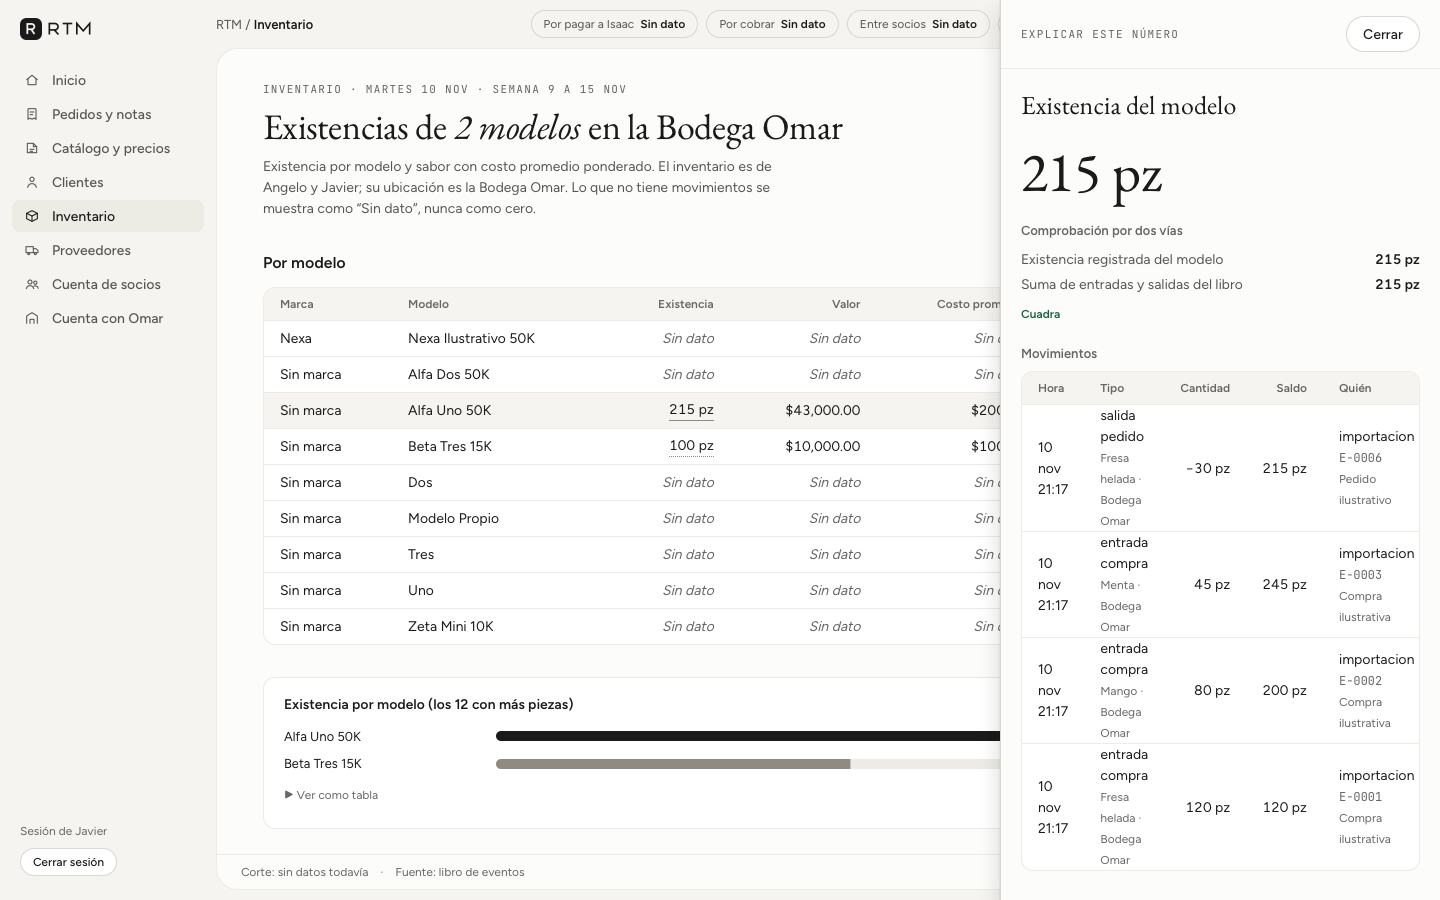 R RTM
Inicio
Pedidos y notas
Catálogo y precios
Clientes
Inventario
Proveedores
Cuenta de socios
Cuenta con Omar
Sesión de Javier
Cerrar sesión
RTM / Inventario
Por pagar a Isaac Sin dato
Por cobrar Sin dato
Entre socios Sin dato
INVENTARIO · MARTES 10 NOV · SEMANA 9 A 15 NOV
Existencias de 2 modelos en la Bodega Omar
Existencia por modelo y sabor con costo promedio ponderado. El inventario es de
Angelo y Javier; su ubicación es la Bodega Omar. Lo que no tiene movimientos se
muestra como “Sin dato”, nunca como cero.
Por modelo
Marca Modelo Existencia Valor Costo prom
Nexa Nexa Ilustrativo 50K Sin dato Sin dato Sin
Sin marca Alfa Dos 50K Sin dato Sin dato Sin
Sin marca Alfa Uno 50K 215 pz $43,000.00 $200
Sin marca Beta Tres 15K 100 pz $10,000.00 $100
Sin marca Dos Sin dato Sin dato Sin
Sin marca Modelo Propio Sin dato Sin dato Sin
Sin marca Tres Sin dato Sin dato Sin
Sin marca Uno Sin dato Sin dato Sin
Sin marca Zeta Mini 10K Sin dato Sin dato Sin
Existencia por modelo (los 12 con más piezas)
Alfa Uno 50K
Beta Tres 15K
Ver como tabla
Corte: sin datos todavía · Fuente: libro de eventos
EXPLICAR ESTE NÚMERO
Cerrar
Existencia del modelo
215 pz
Comprobación por dos vías
Existencia registrada del modelo 215 pz
Suma de entradas y salidas del libro 215 pz
Cuadra
Movimientos
Hora Tipo Cantidad Saldo Quién
10
nov
21:17
salida
pedido
Fresa
helada ·
Bodega
Omar
−30 pz
215 pz
importacion
E-0006
Pedido
ilustrativo
10
nov
21:17
entrada
compra
Menta ·
Bodega
Omar
45 pz
245 pz
importacion
E-0003
Compra
ilustrativa
10
nov
21:17
entrada
compra
Mango ·
Bodega
Omar
80 pz
200 pz
importacion
E-0002
Compra
ilustrativa
10
nov
21:17
entrada
compra
Fresa
helada ·
Bodega
Omar
120 pz
120 pz
importacion
E-0001
Compra
ilustrativa